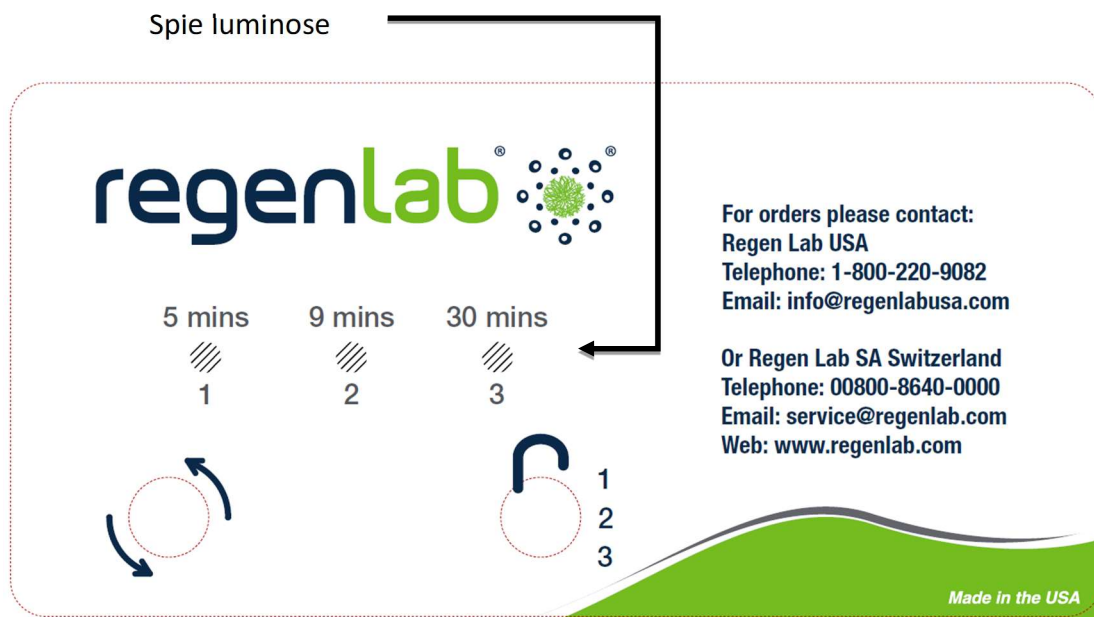 Spie luminose
regenlab® ®
For orders please contact:
Regen Lab USA
Telephone: 1-800-220-9082
Email: info@regenlabusa.com
5 mins 9 mins 30 mins
1 2 3
Or Regen Lab SA Switzerland
Telephone: 00800-8640-0000
Email: service@regenlab.com
Web: www.regenlab.com
1
2
3
Made in the USA